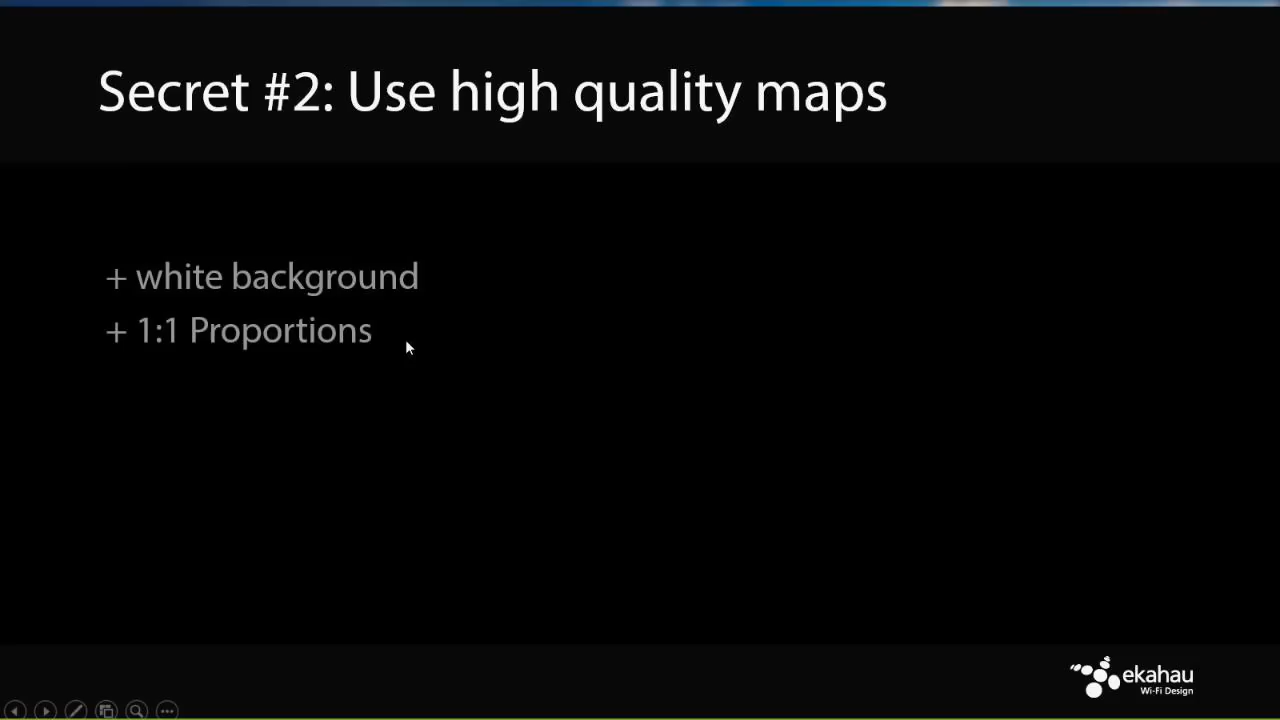 Secret #2: Use high quality maps
+ white background
+ 1:1 Proportions
ekahau
Wi-Fi Design